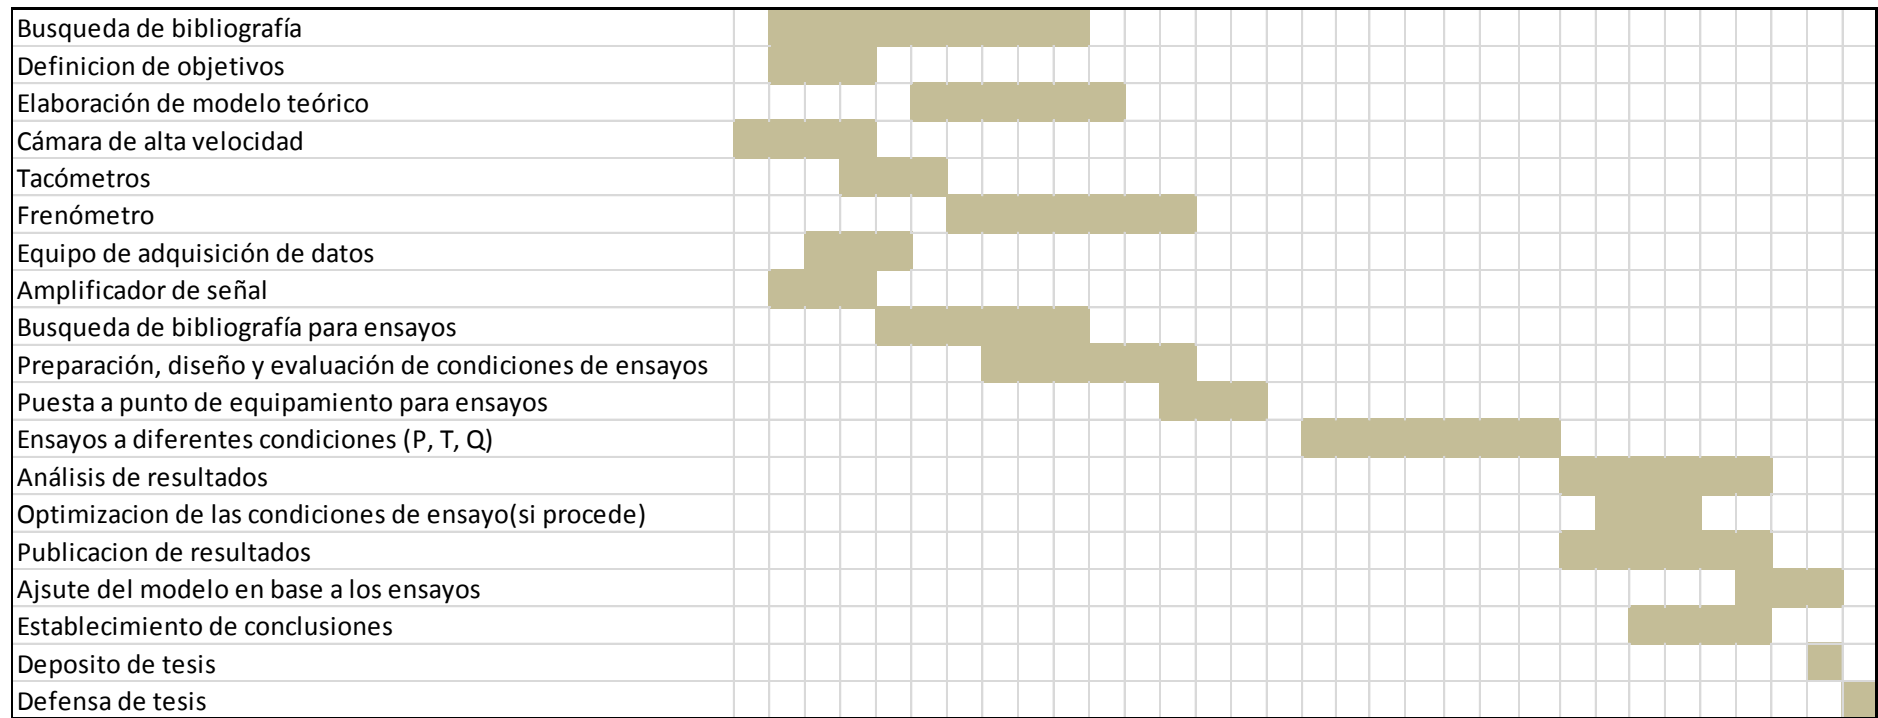 Busqueda de bibliografía
Definicion de objetivos
Elaboración de modelo teórico
Cámara de alta velocidad
Tacómetros
Frenómetro
Equipo de adquisición de datos
Amplificador de señal
Busqueda de bibliografía para ensayos
Preparación, diseño y evaluación de condiciones de ensayos
Puesta a punto de equipamiento para ensayos
Ensayos a diferentes condiciones (P, T, Q)
Análisis de resultados
Optimizacion de las condiciones de ensayo(si procede)
Publicacion de resultados
Ajsute del modelo en base a los ensayos
Establecimiento de conclusiones
Deposito de tesis
Defensa de tesis